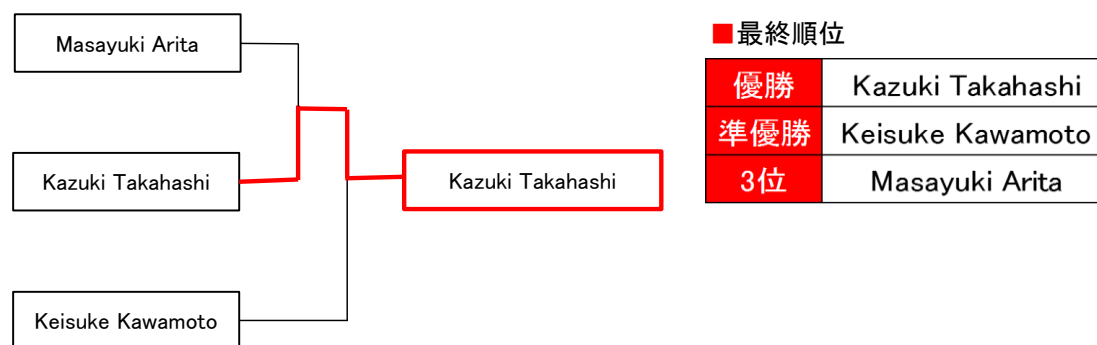 Masayuki Arita
Kazuki Takahashi
Keisuke Kawamoto
Kazuki Takahashi
■最終順位
優勝 Kazuki Takahashi
準優勝 Keisuke Kawamoto
3位 Masayuki Arita